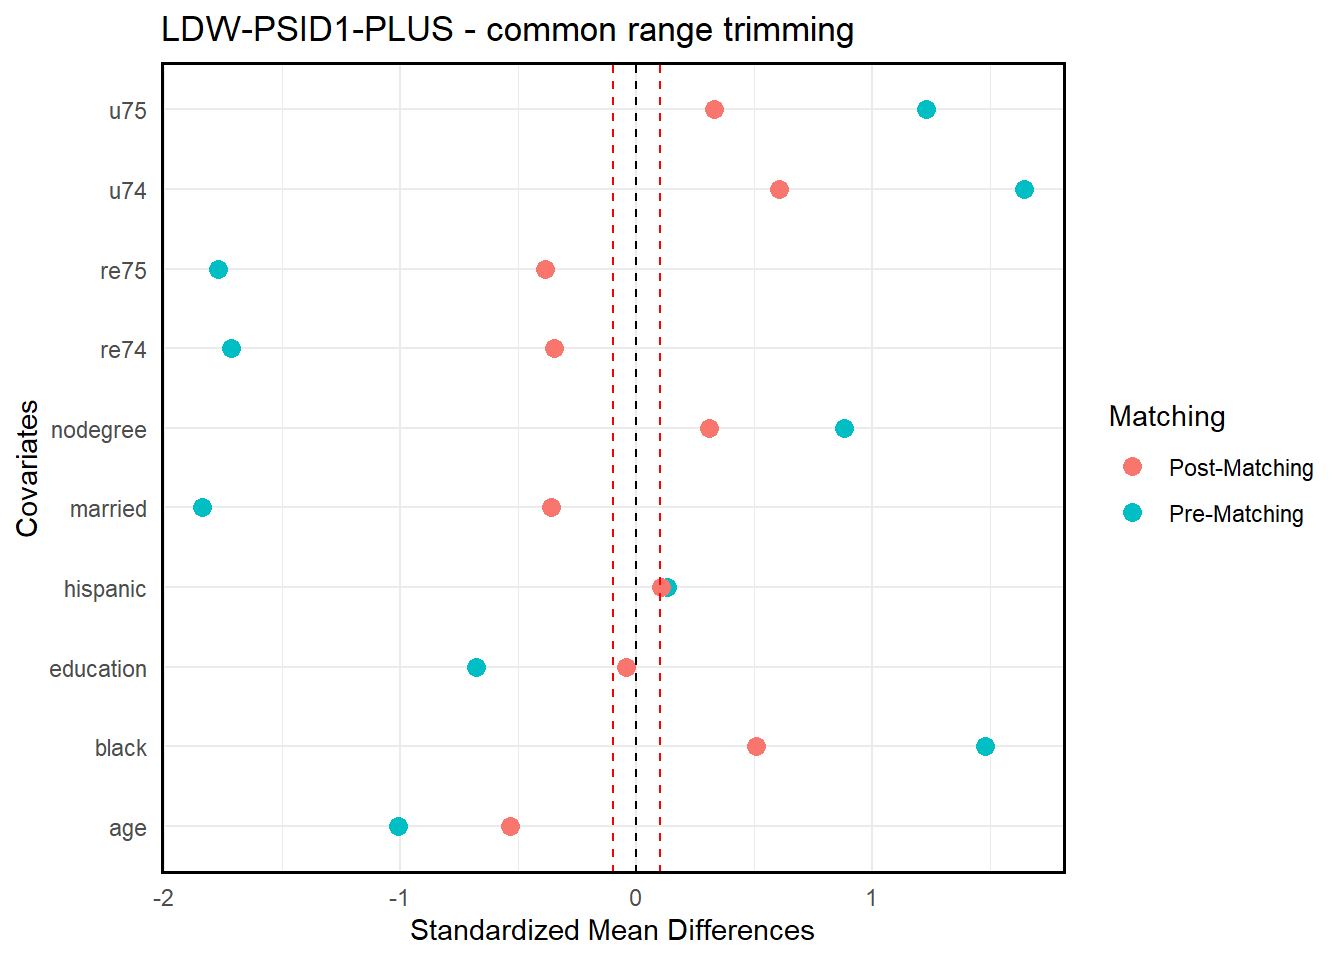 LDW-PSID1-PLUS - common range trimming
u75
u74
re75
re74
nodegree
married
hispanic
education
black
age
Covariates
-2
-1
0
1
Standardized Mean Differences
Matching
Post-Matching
Pre-Matching